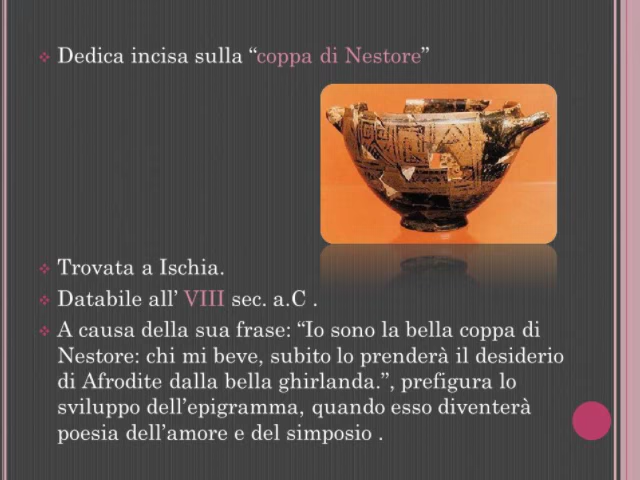 Dedica incisa sulla “coppa di Nestore”
Trovata a Ischia.
Databile all’ VIII sec. a.C .
A causa della sua frase: “Io sono la bella coppa di
Nestore: chi mi beve, subito lo prenderà il desiderio
di Afrodite dalla bella ghirlanda.”, prefigura lo
sviluppo dell’epigramma, quando esso diventerà
poesia dell’amore e del simposio .